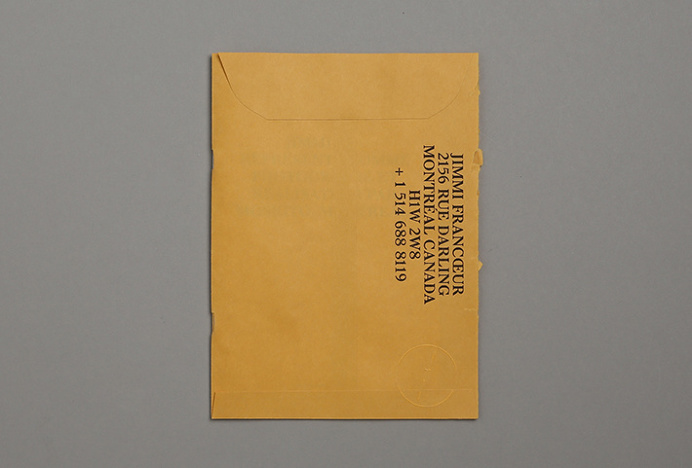 JIMMI FRANCŒUR
2156 RUE DARLING
MONTRÉAL CANADA
H1W 2W8
+ 1 514 688 8119